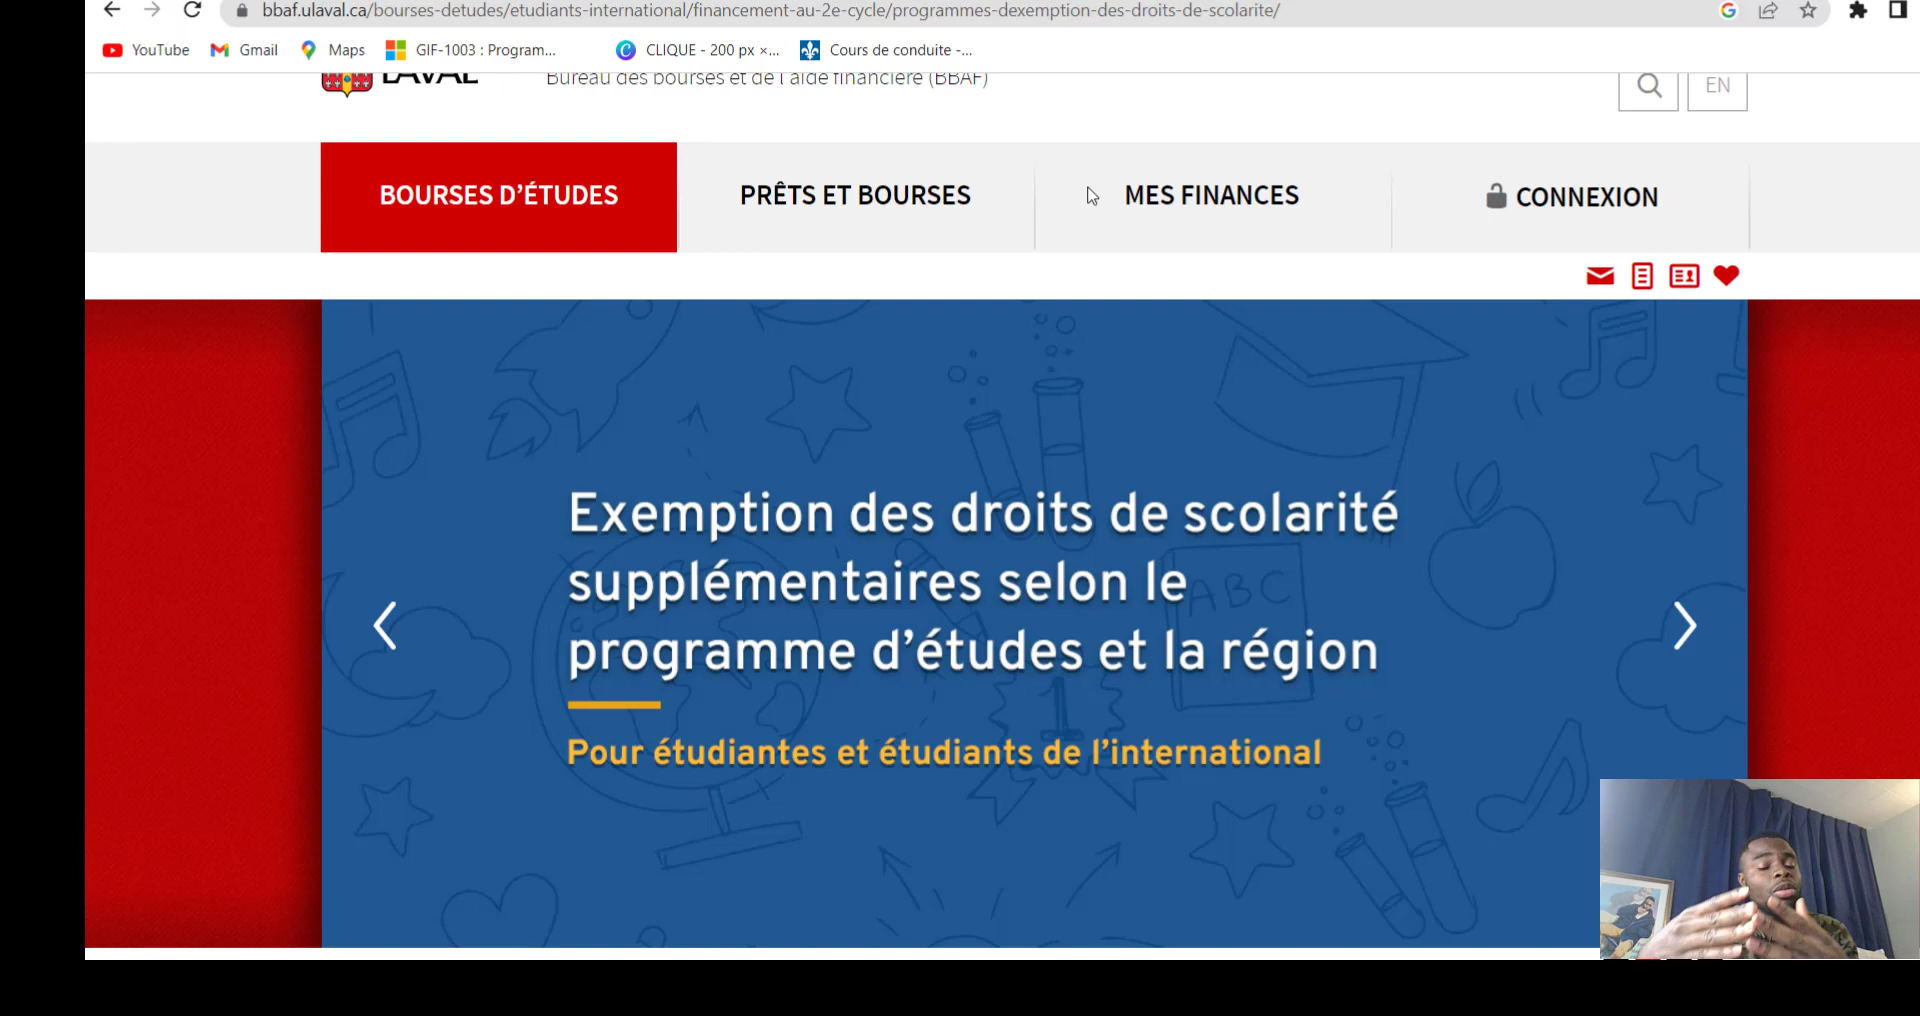 bbaf.ulaval.ca/bourses-detudes/etudiants-international/financement-au-2e-cycle/programmes-dexemption-des-droits-de-scolarite/
YouTube Gmail Maps GIF-1003 : Program... CLIQUE - 200 px ×... Cours de conduite -...
LAVAL Bureau des bourses et de l'aide financière (BBAF) EN
BOURSES D'ÉTUDES PRÊTS ET BOURSES MES FINANCES CONNEXION
Exemption des droits de scolarité
supplémentaires selon le
programme d'études et la région
Pour étudiantes et étudiants de l'international
ABC
1